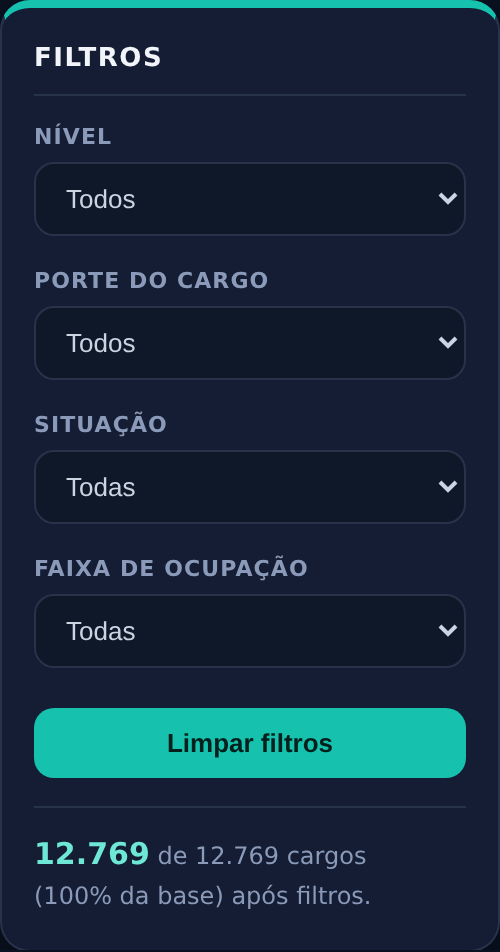 FILTROS
NÍVEL
Todos
PORTE DO CARGO
Todos
SITUAÇÃO
Todas
FAIXA DE OCUPAÇÃO
Todas
Limpar filtros
12.769 de 12.769 cargos
(100% da base) após filtros.